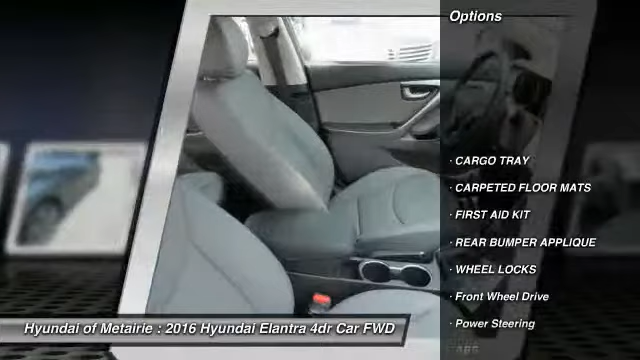 Options
· CARGO TRAY
· CARPETED FLOOR MATS
· FIRST AID KIT
· REAR BUMPER APPLIQUE
· WHEEL LOCKS
· Front Wheel Drive
· Power Steering
· ABS
Hyundai of Metairie : 2016 Hyundai Elantra 4dr Car FWD